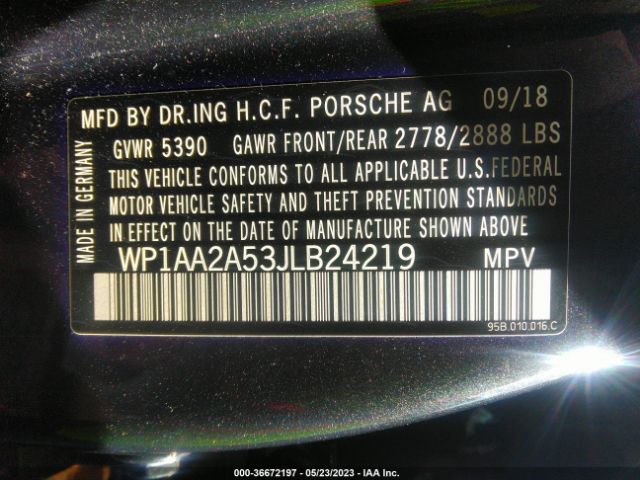 MFD BY DR.ING H.C.F. PORSCHE AG 09/18
GVWR 5390 GAWR FRONT/REAR 2778/2888 LBS
THIS VEHICLE CONFORMS TO ALL APPLICABLE U.S.FEDERAL
MOTOR VEHICLE SAFETY AND THEFT PREVENTION STANDARDS
IN EFFECT ON THE DATE OF MANUFACTURE SHOWN ABOVE
WP1AA2A53JLB24219 MPV
MADE IN GERMANY
95B.010.016.C
000-36672197 - 05/23/2023 - IAA Inc.